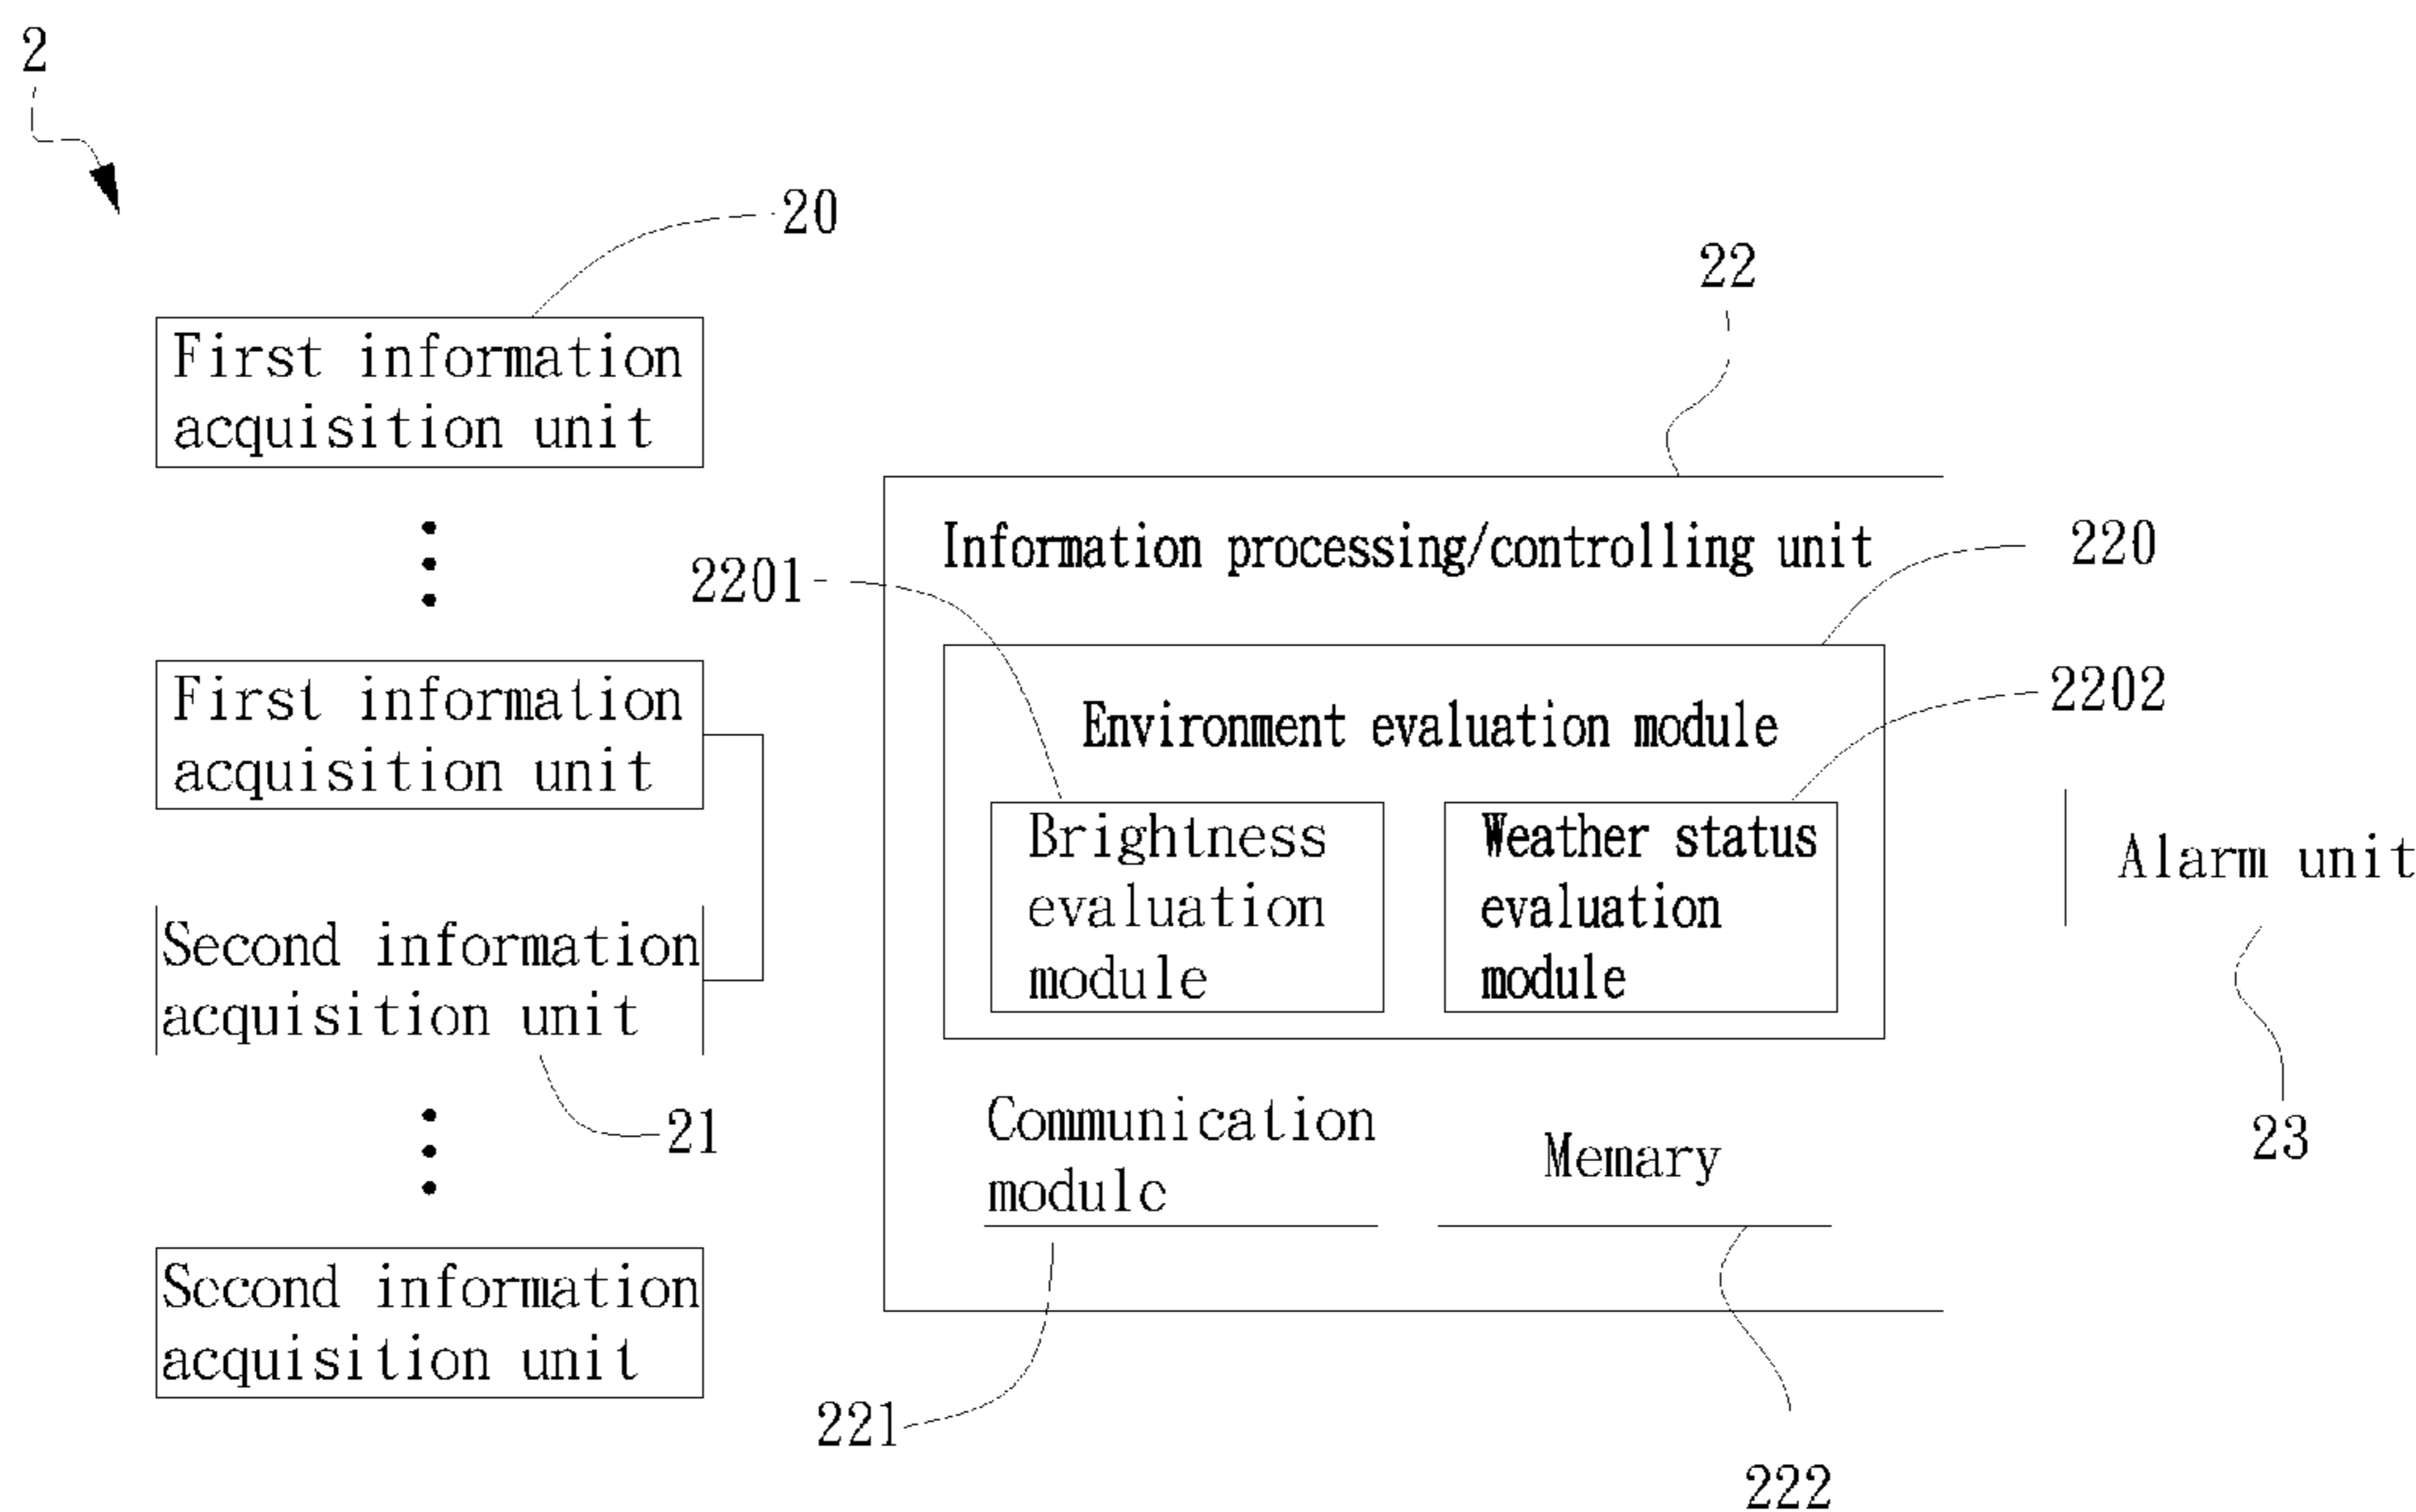 2
20
First information
acquisition unit
22
Information processing/controlling unit
220
2201
First information
acquisition unit
2202
Environment evaluation module
Brightness
evaluation
module
Weather status
evaluation
module
Alarm unit
Second information
acquisition unit
21
Communication
modulc
Memary
23
Sccond information
acquisition unit
221
222